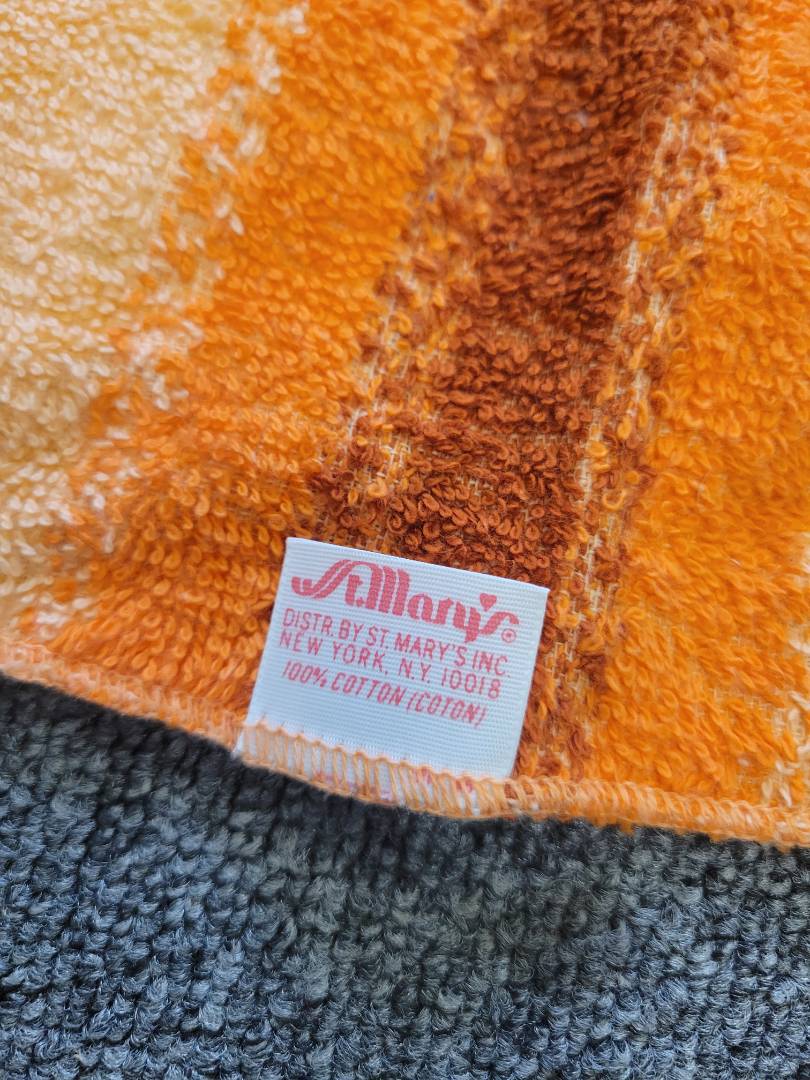 St. Mary's®
DISTR. BY ST. MARY'S INC.
NEW YORK, N.Y. 10018
100% COTTON (COTON)